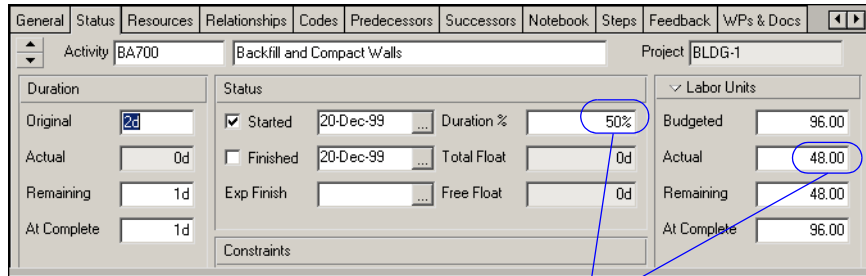 General Status Resources Relationships Codes Predecessors Successors Notebook Steps Feedback WPs & Docs
Activity BA700 Backfill and Compact Walls Project BLDG-1
Duration Status Labor Units
Original 2d Started 20-Dec-99 ... Duration % 50% Budgeted 96.00
Actual 0d Finished 20-Dec-99 ... Total Float 0d Actual 48.00
Remaining 1d Exp Finish ... Free Float 0d Remaining 48.00
At Complete 1d At Complete 96.00
Constraints